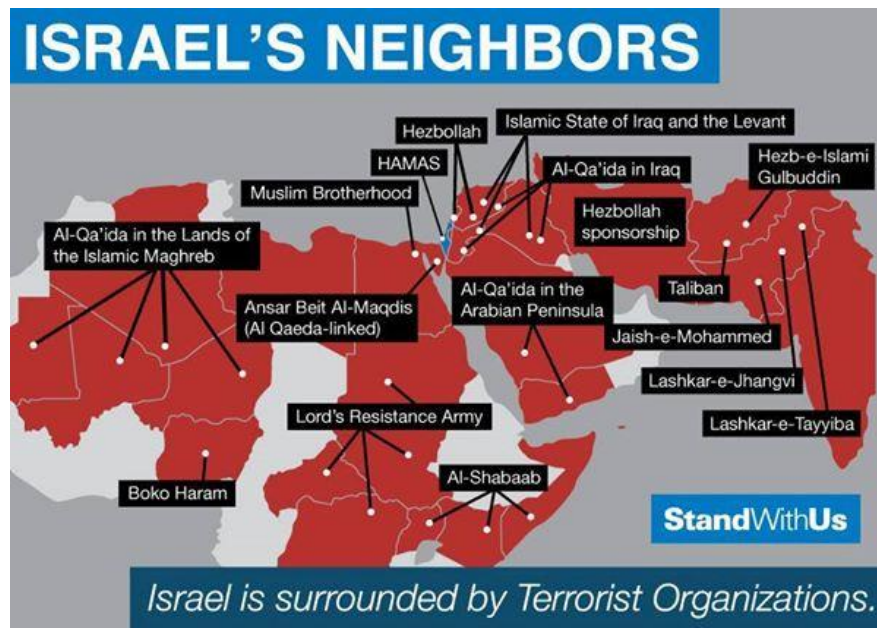 ISRAEL'S NEIGHBORS
Hezbollah
Islamic State of Iraq and the Levant
HAMAS
Al-Qa'ida in Iraq
Hezb-e-Islami
Gulbuddin
Muslim Brotherhood
Al-Qa'ida in the Lands of
the Islamic Maghreb
Hezbollah
sponsorship
Taliban
Ansar Beit Al-Maqdis
(Al Qaeda-linked)
Al-Qa'ida in the
Arabian Peninsula
Jaish-e-Mohammed
Lashkar-e-Jhangvi
Lord's Resistance Army
Lashkar-e-Tayyiba
Al-Shabaab
Boko Haram
StandWithUs
Israel is surrounded by Terrorist Organizations.